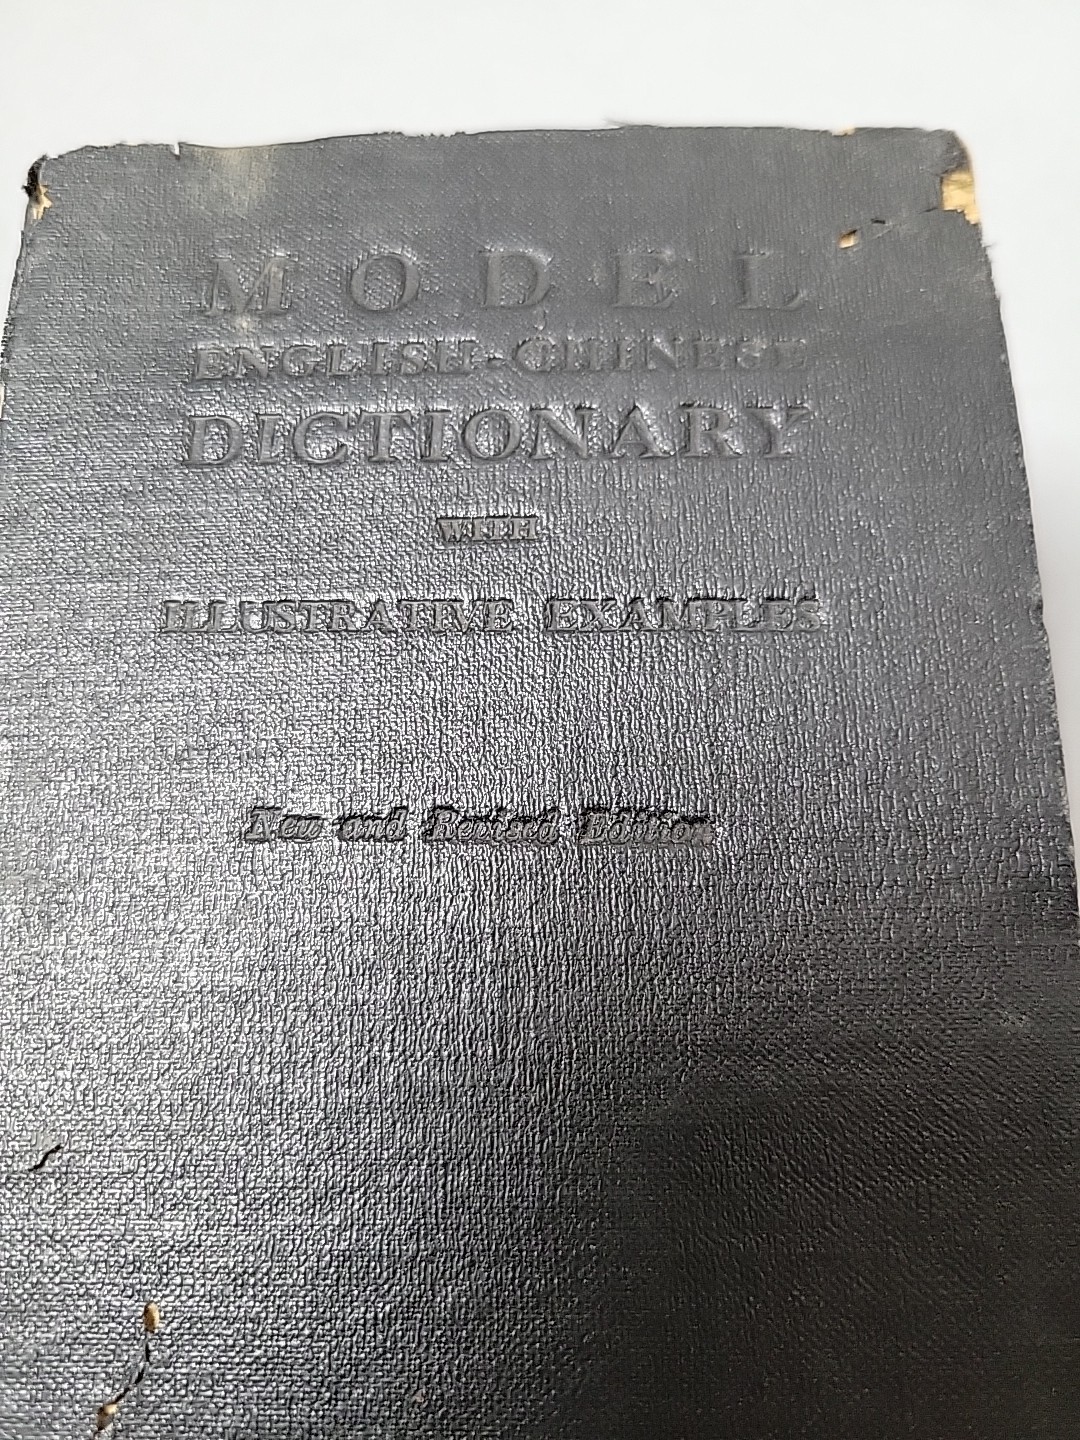 MODEL
ENGLISH-CHINESE
DICTIONARY
WITH
ILLUSTRATIVE EXAMPLES
New and Revised Edition